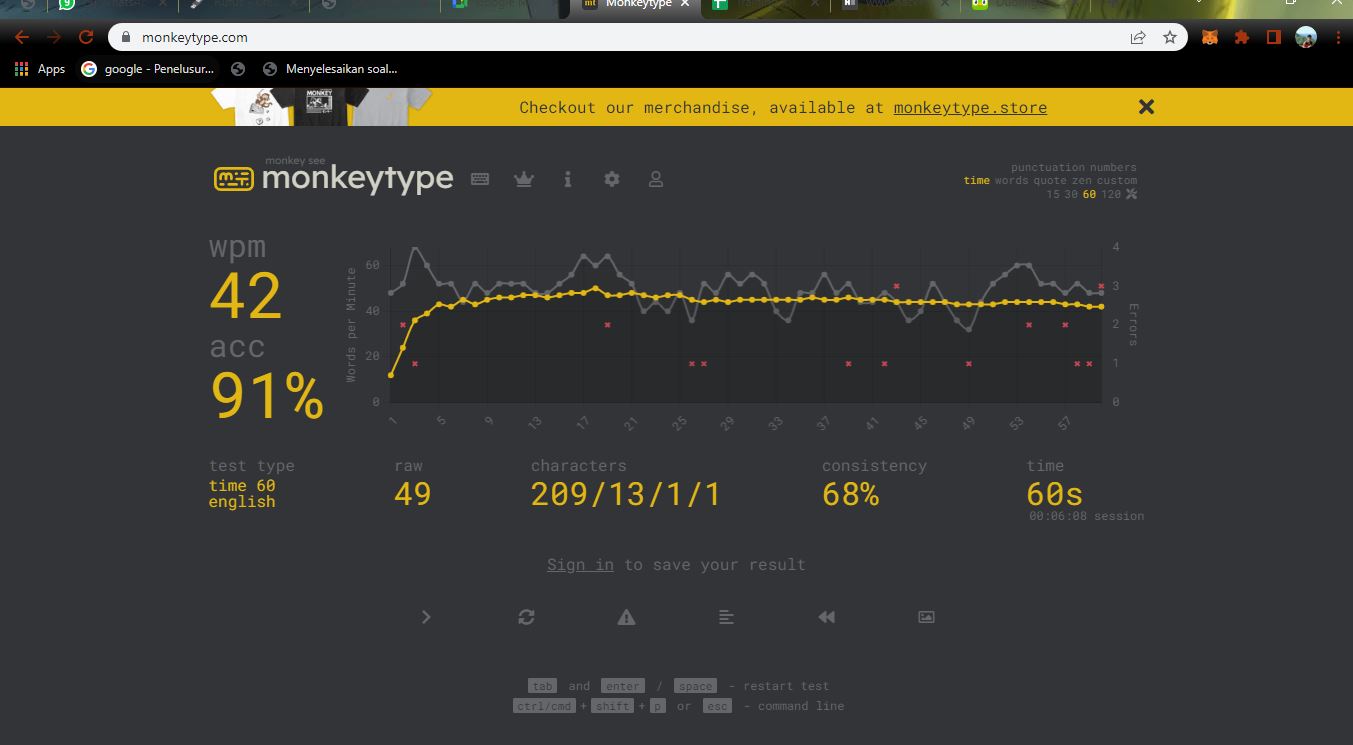 Monkeytype
monkeytype.com
Apps
google - Penelusur...
Menyelesaikan soal...
MONKEY
Checkout our merchandise, available at monkeytype.store
monkey see
monkeytype
punctuation numbers
time words quote zen custom
15 30 60 120
wpm
42
acc
91%
Words per Minute
60
40
20
0
4
3
2
1
0
Errors
1 5 9 13 17 21 25 29 33 37 41 45 49 53 57
test type
time 60
english
raw
49
characters
209/13/1/1
consistency
68%
time
60s
00:06:08 session
Sign in to save your result
tab and enter / space - restart test
ctrl/cmd + shift + p or esc - command line